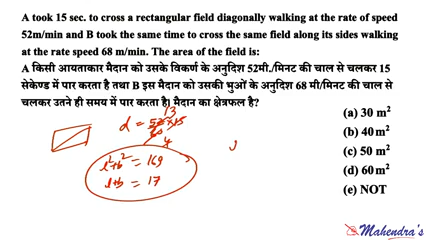 A took 15 sec. to cross a rectangular field diagonally walking at the rate of speed
52m/min and B took the same time to cross the same field along its sides walking
at the rate speed 68 m/min. The area of the field is:
A किसी आयताकार मैदान को उसके विकर्ण के अनुदिश 52मी./मिनट की चाल से चलकर 15
सेकेण्ड में पार करता है तथा B इस मैदान को उसकी भुओं के अनुदिश 68 मी/मिनट की चाल से
चलकर उतने ही समय में पार करता है। मैदान का क्षेत्रफल है?
(a) 30 m²
(b) 40 m²
(c) 50 m²
(d) 60 m²
(e) NOT
13
d = 52 × 15
60
4
l² + b² = 169
l + b = 17
Mahendra's